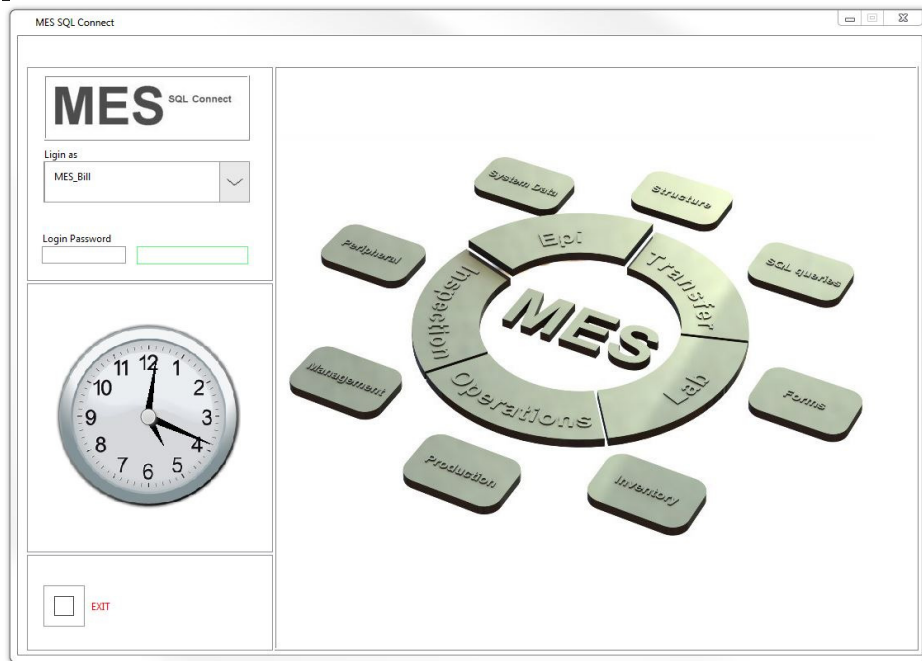 MES SQL Connect
MES SQL Connect
Ligin as
MES_Bill
Login Password
12
1
2
3
4
5
6
7
8
9
10
11
EXIT
System Data
Structure
Peripheral
Epi
SQL queries
Inspection
Transfer
MES
Management
Operations
Lab
Forms
Production
Inventory